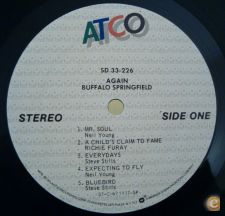 ATCO
SD 33-226
AGAIN
BUFFALO SPRINGFIELD
STEREO
SIDE ONE
1. MR. SOUL
Neil Young
2. A CHILD'S CLAIM TO FAME
Richie Furay
3. EVERYDAYS
Steve Stills
4. EXPECTING TO FLY
Neil Young
5. BLUEBIRD
Steve Stills